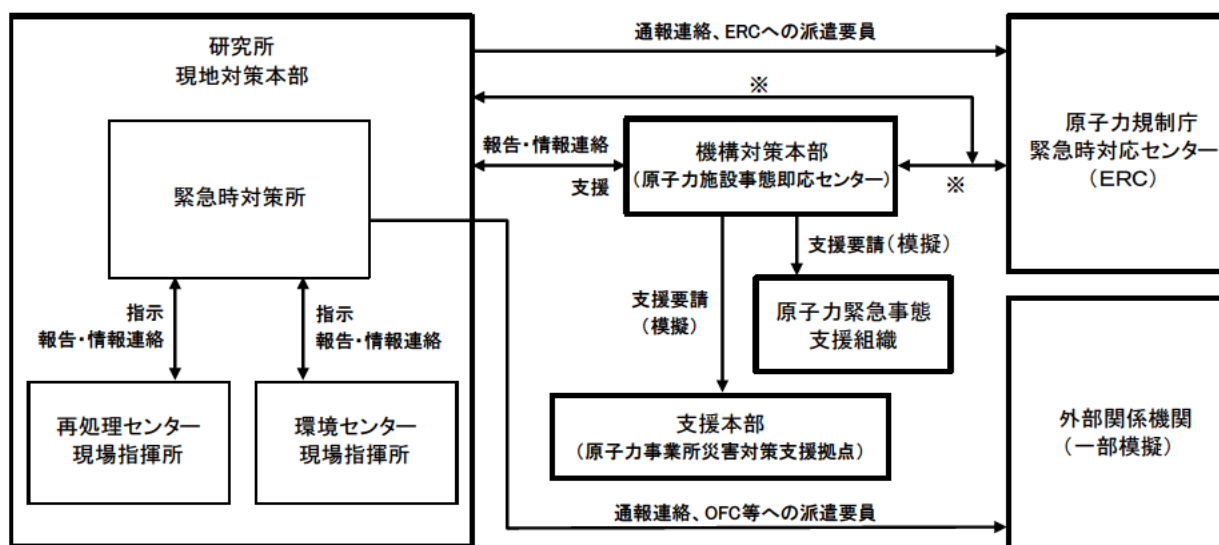 通報連絡、ERCへの派遣要員
研究所
現地対策本部
※
原子力規制庁
緊急時対応センター
(ERC)
報告・情報連絡
支援
機構対策本部
(原子力施設事態即応センター)
※
緊急時対策所
支援要請(模擬)
支援要請
(模擬)
原子力緊急事態
支援組織
指示
報告・情報連絡
指示
報告・情報連絡
再処理センター
現場指揮所
環境センター
現場指揮所
支援本部
(原子力事業所災害対策支援拠点)
外部関係機関
(一部模擬)
通報連絡、OFC等への派遣要員